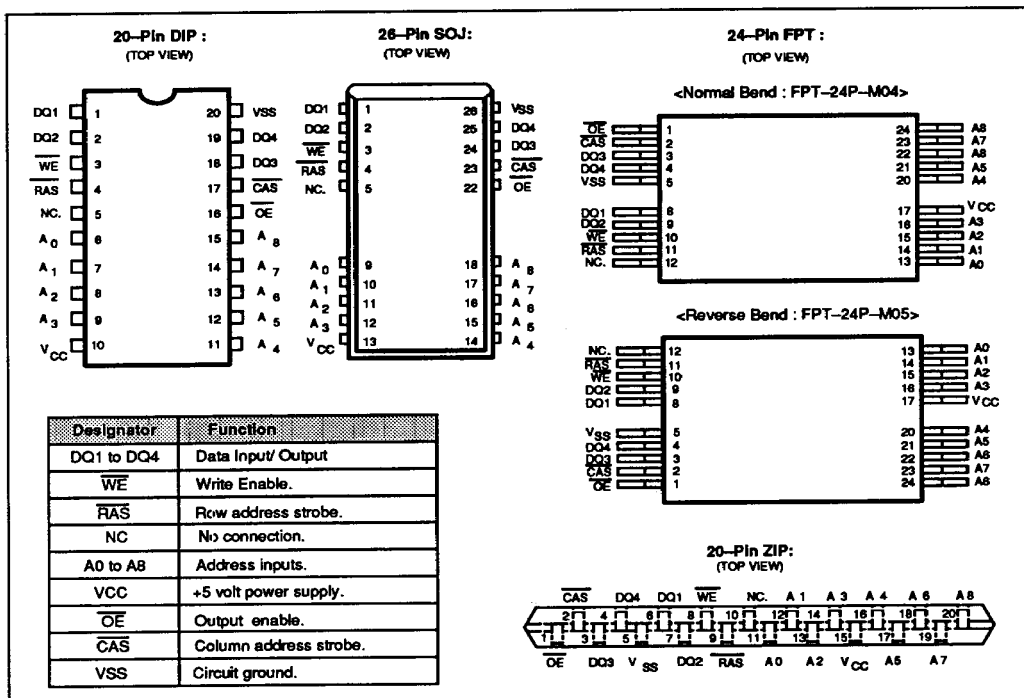 20–Pin DIP :
(TOP VIEW)
DQ1 1 20 VSS
DQ2 2 19 DQ4
WE 3 18 DQ3
RAS 4 17 CAS
NC. 5 16 OE
A0 6 15 A8
A1 7 14 A7
A2 8 13 A6
A3 9 12 A5
VCC 10 11 A4
26–Pin SOJ:
(TOP VIEW)
DQ1 1 26 VSS
DQ2 2 25 DQ4
WE 3 24 DQ3
RAS 4 23 CAS
NC. 5 22 OE
A0 9 18 A8
A1 10 17 A7
A2 11 16 A6
A3 12 15 A5
VCC 13 14 A4
24–Pin FPT :
(TOP VIEW)
<Normal Bend : FPT–24P–M04>
OE 1 24 A8
CAS 2 23 A7
DQ3 3 22 A6
DQ4 4 21 A5
VSS 5 20 A4
DQ1 8 17 VCC
DQ2 9 16 A3
WE 10 15 A2
RAS 11 14 A1
NC. 12 13 A0
<Reverse Bend : FPT–24P–M05>
NC. 12 13 A0
RAS 11 14 A1
WE 10 15 A2
DQ2 9 16 A3
DQ1 8 17 VCC
VSS 5 20 A4
DQ4 4 21 A5
DQ3 3 22 A6
CAS 2 23 A7
OE 1 24 A8
Designator Function
DQ1 to DQ4 Data Input/ Output
WE Write Enable.
RAS Row address strobe.
NC No connection.
A0 to A8 Address inputs.
VCC +5 volt power supply.
OE Output enable.
CAS Column address strobe.
VSS Circuit ground.
20–Pin ZIP:
(TOP VIEW)
CAS DQ4 DQ1 WE NC. A 1 A 3 A 4 A 6 A 8
2 4 6 8 10 12 14 16 18 20
1 3 5 7 9 11 13 15 17 19
OE DQ3 VSS DQ2 RAS A0 A2 VCC A5 A7